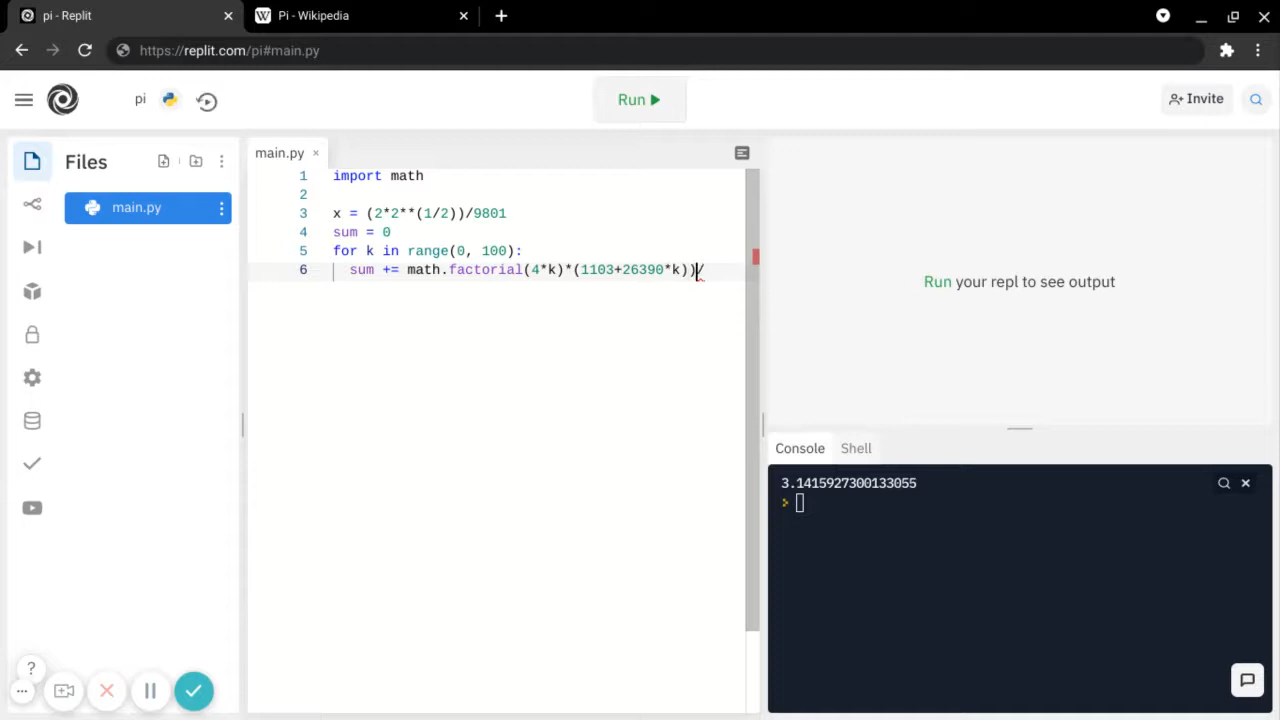 pi - Replit
Pi - Wikipedia
https://replit.com/pi#main.py
pi
Run
Invite
Files
main.py
main.py
1 import math
2
3 x = (2*2**(1/2))/9801
4 sum = 0
5 for k in range(0, 100):
6 sum += math.factorial(4*k)*(1103+26390*k))/
Run your repl to see output
Console Shell
3.1415927300133055
>
?